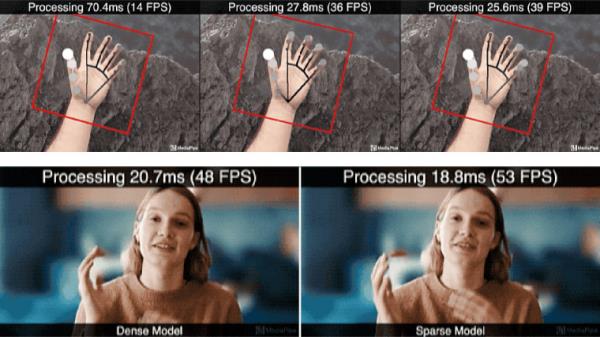 Processing 70.4ms (14 FPS)
Processing 27.8ms (36 FPS)
Processing 25.6ms (39 FPS)
MediaPipe
MediaPipe
MediaPipe
Processing 20.7ms (48 FPS)
Processing 18.8ms (53 FPS)
Dense Model
MediaPipe
Sparse Model
MediaPipe